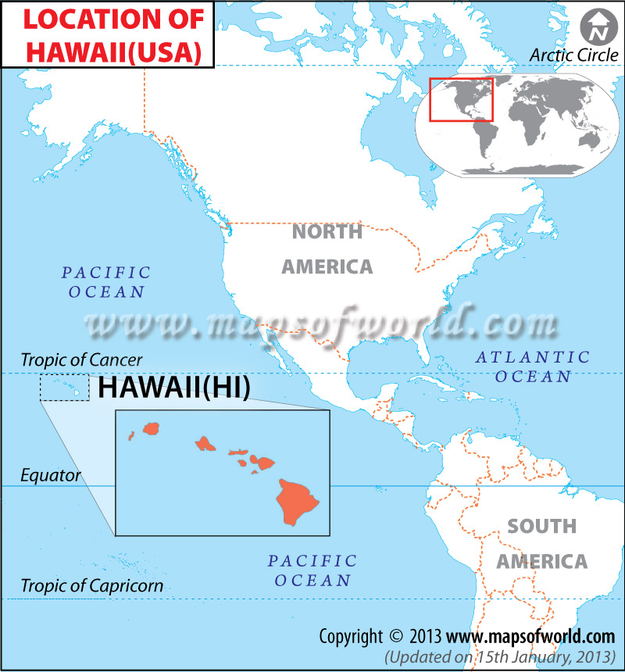 LOCATION OF
HAWAII(USA)
N
Arctic Circle
NORTH
AMERICA
PACIFIC
OCEAN
www.mapsofworld.com
Tropic of Cancer
ATLANTIC
OCEAN
HAWAII(HI)
Equator
SOUTH
AMERICA
PACIFIC
OCEAN
Tropic of Capricorn
Copyright © 2013 www.mapsofworld.com
(Updated on 15th January, 2013)